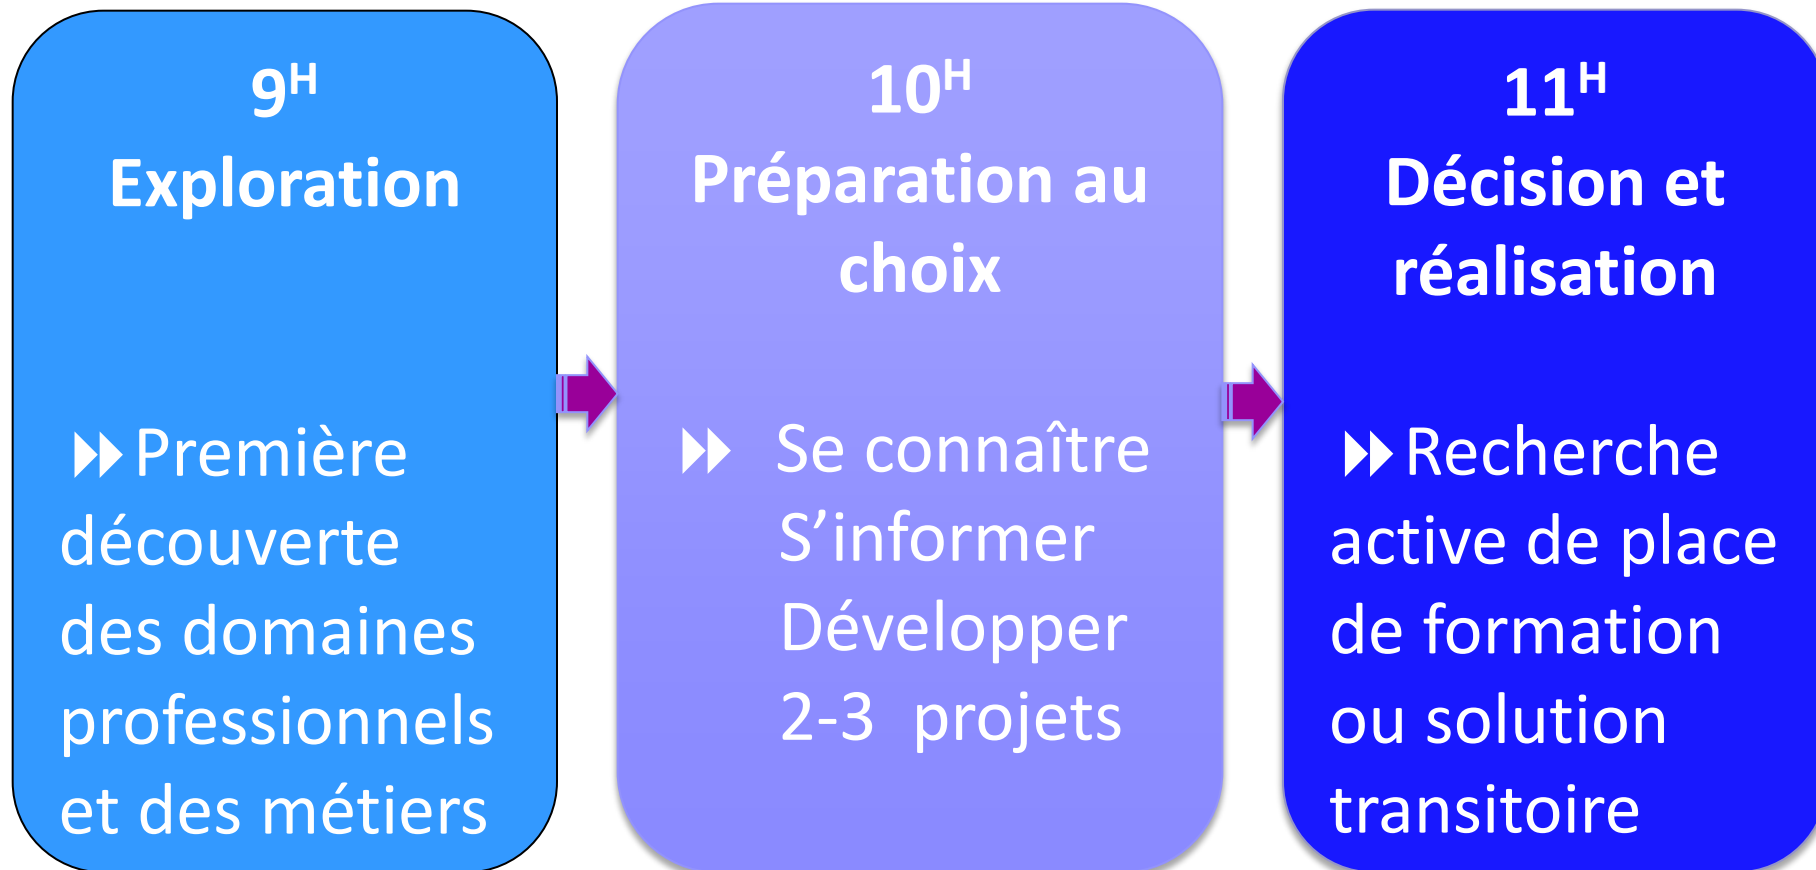 9H
Exploration
Première
découverte
des domaines
professionnels
et des métiers
10H
Préparation au
choix
Se connaître
S’informer
Développer
2-3 projets
11H
Décision et
réalisation
Recherche
active de place
de formation
ou solution
transitoire